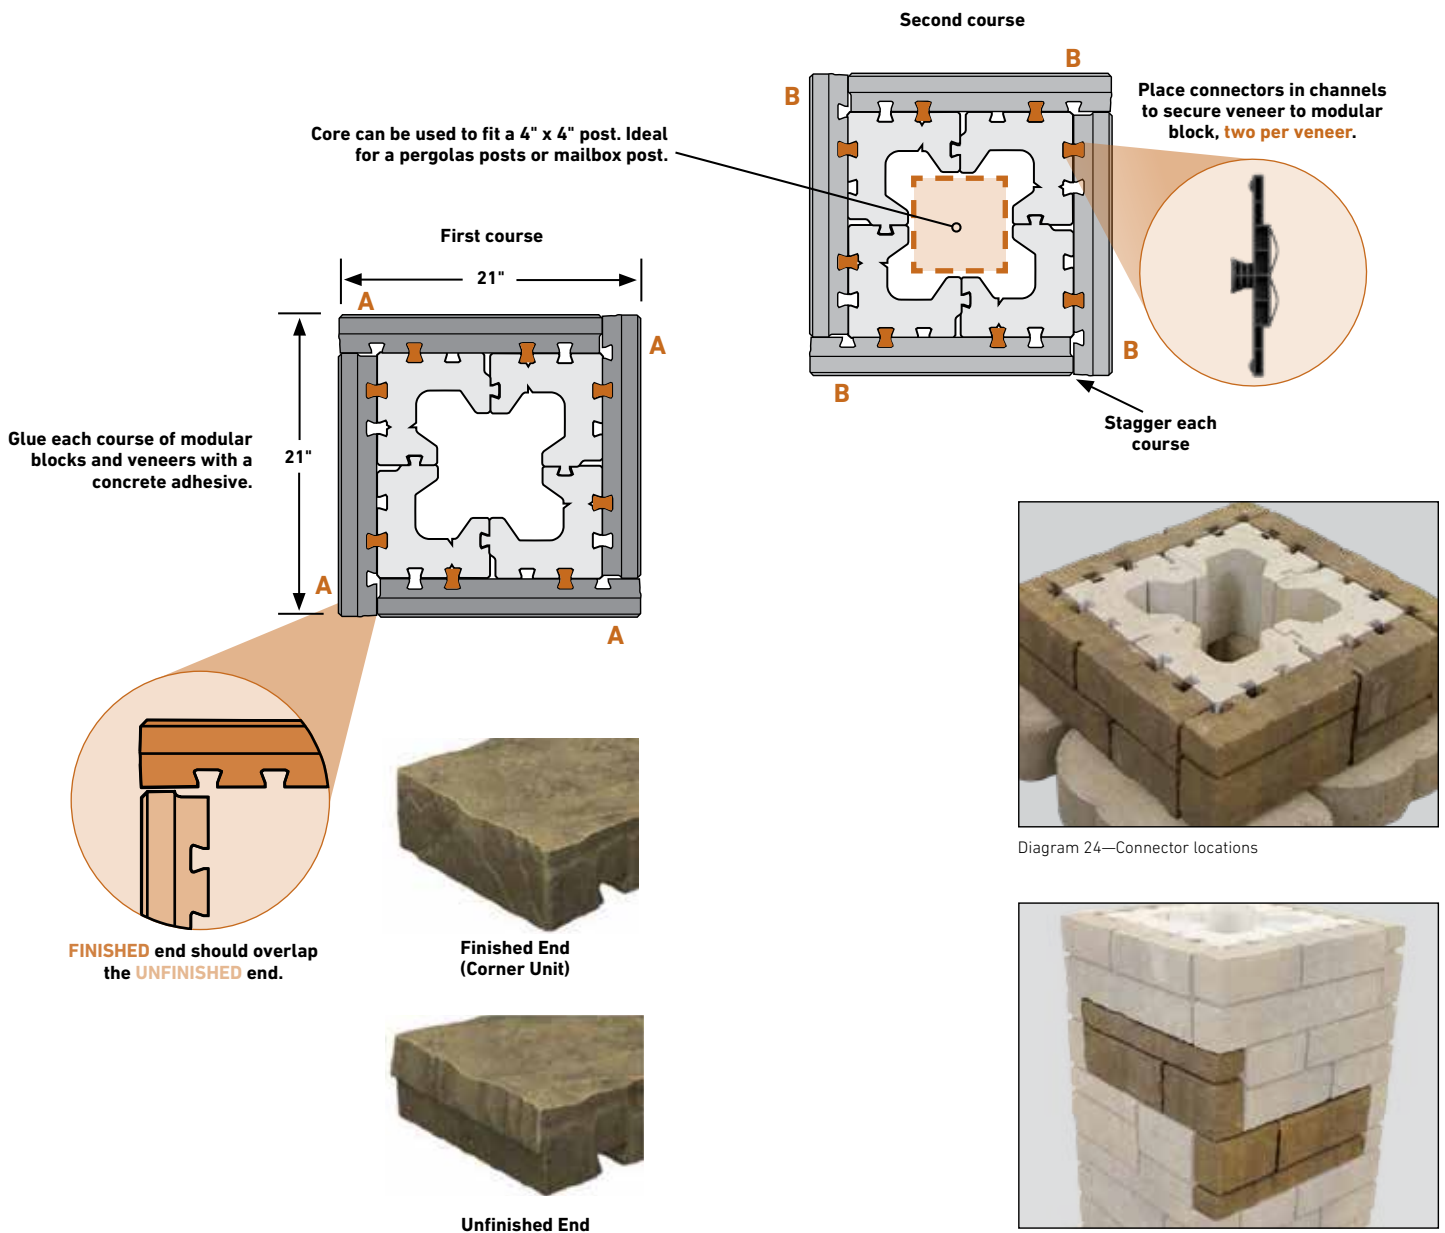 Second course
B
B
Place connectors in channels
to secure veneer to modular
block, two per veneer.
Core can be used to fit a 4" x 4" post. Ideal
for a pergolas posts or mailbox post.
First course
21"
A
A
B
B
Stagger each
course
Glue each course of modular
blocks and veneers with a
concrete adhesive.
21"
A
A
FINISHED end should overlap
the UNFINISHED end.
Finished End
(Corner Unit)
Unfinished End
Diagram 24—Connector locations